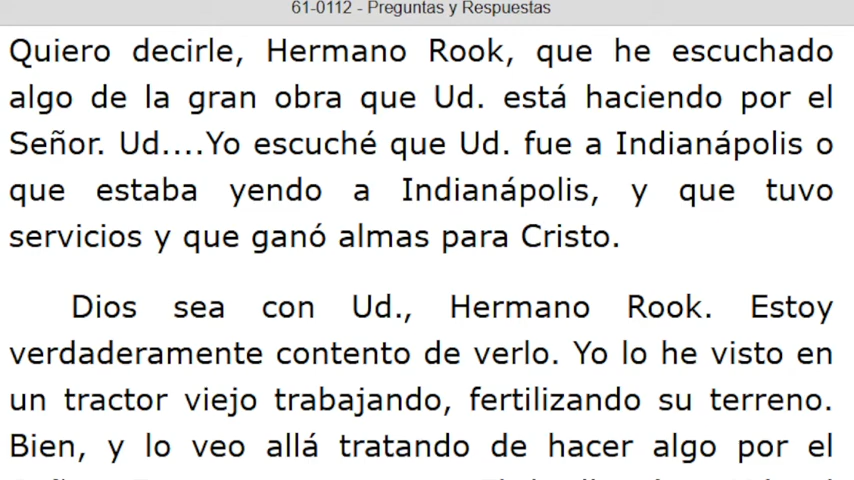 61-0112 - Preguntas y Respuestas
Quiero decirle, Hermano Rook, que he escuchado
algo de la gran obra que Ud. está haciendo por el
Señor. Ud....Yo escuché que Ud. fue a Indianápolis o
que estaba yendo a Indianápolis, y que tuvo
servicios y que ganó almas para Cristo.
Dios sea con Ud., Hermano Rook. Estoy
verdaderamente contento de verlo. Yo lo he visto en
un tractor viejo trabajando, fertilizando su terreno.
Bien, y lo veo allá tratando de hacer algo por el